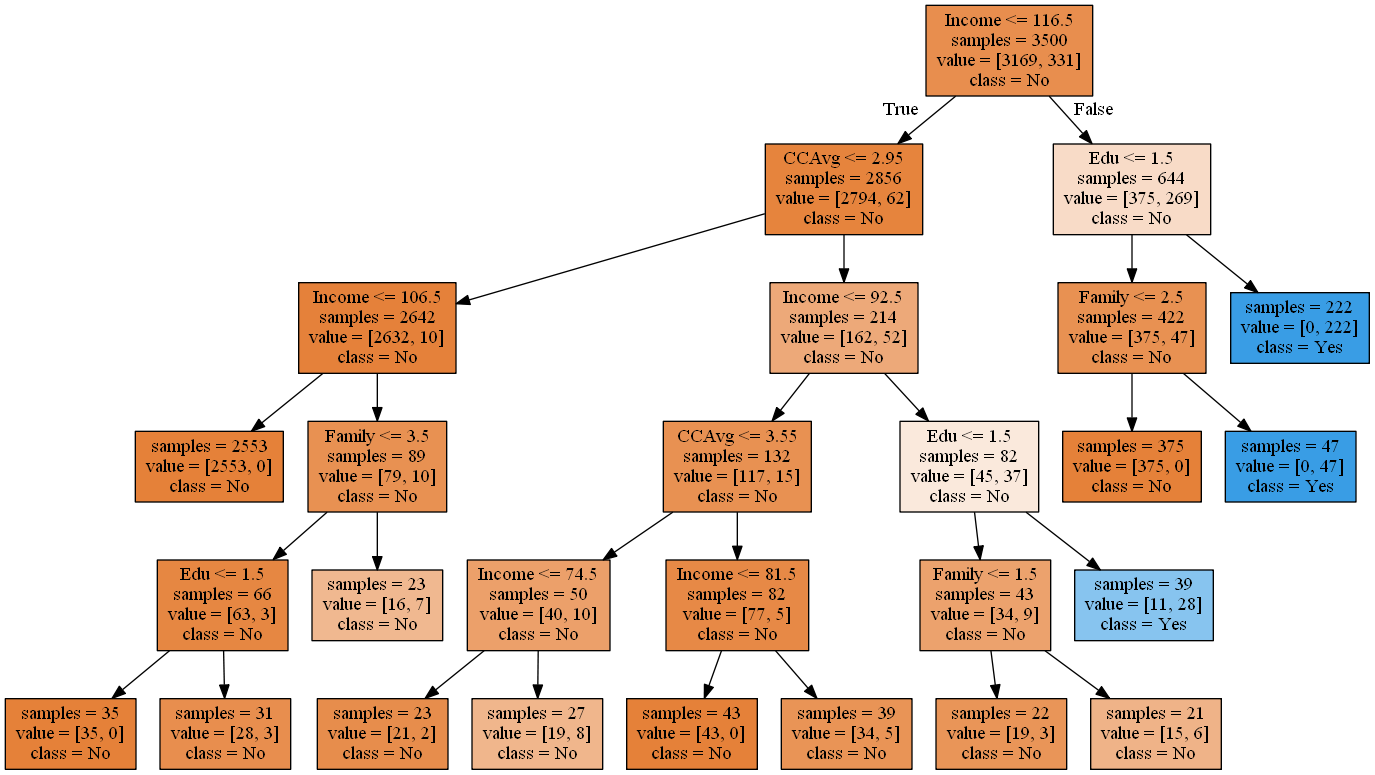 Income <= 116.5
samples = 3500
value = [3169, 331]
class = No
True
False
CCAvg <= 2.95
samples = 2856
value = [2794, 62]
class = No
Edu <= 1.5
samples = 644
value = [375, 269]
class = No
Income <= 106.5
samples = 2642
value = [2632, 10]
class = No
Income <= 92.5
samples = 214
value = [162, 52]
class = No
Family <= 2.5
samples = 422
value = [375, 47]
class = No
samples = 222
value = [0, 222]
class = Yes
samples = 2553
value = [2553, 0]
class = No
Family <= 3.5
samples = 89
value = [79, 10]
class = No
CCAvg <= 3.55
samples = 132
value = [117, 15]
class = No
Edu <= 1.5
samples = 82
value = [45, 37]
class = No
samples = 375
value = [375, 0]
class = No
samples = 47
value = [0, 47]
class = Yes
Edu <= 1.5
samples = 66
value = [63, 3]
class = No
samples = 23
value = [16, 7]
class = No
Income <= 74.5
samples = 50
value = [40, 10]
class = No
Income <= 81.5
samples = 82
value = [77, 5]
class = No
Family <= 1.5
samples = 43
value = [34, 9]
class = No
samples = 39
value = [11, 28]
class = Yes
samples = 35
value = [35, 0]
class = No
samples = 31
value = [28, 3]
class = No
samples = 23
value = [21, 2]
class = No
samples = 27
value = [19, 8]
class = No
samples = 43
value = [43, 0]
class = No
samples = 39
value = [34, 5]
class = No
samples = 22
value = [19, 3]
class = No
samples = 21
value = [15, 6]
class = No